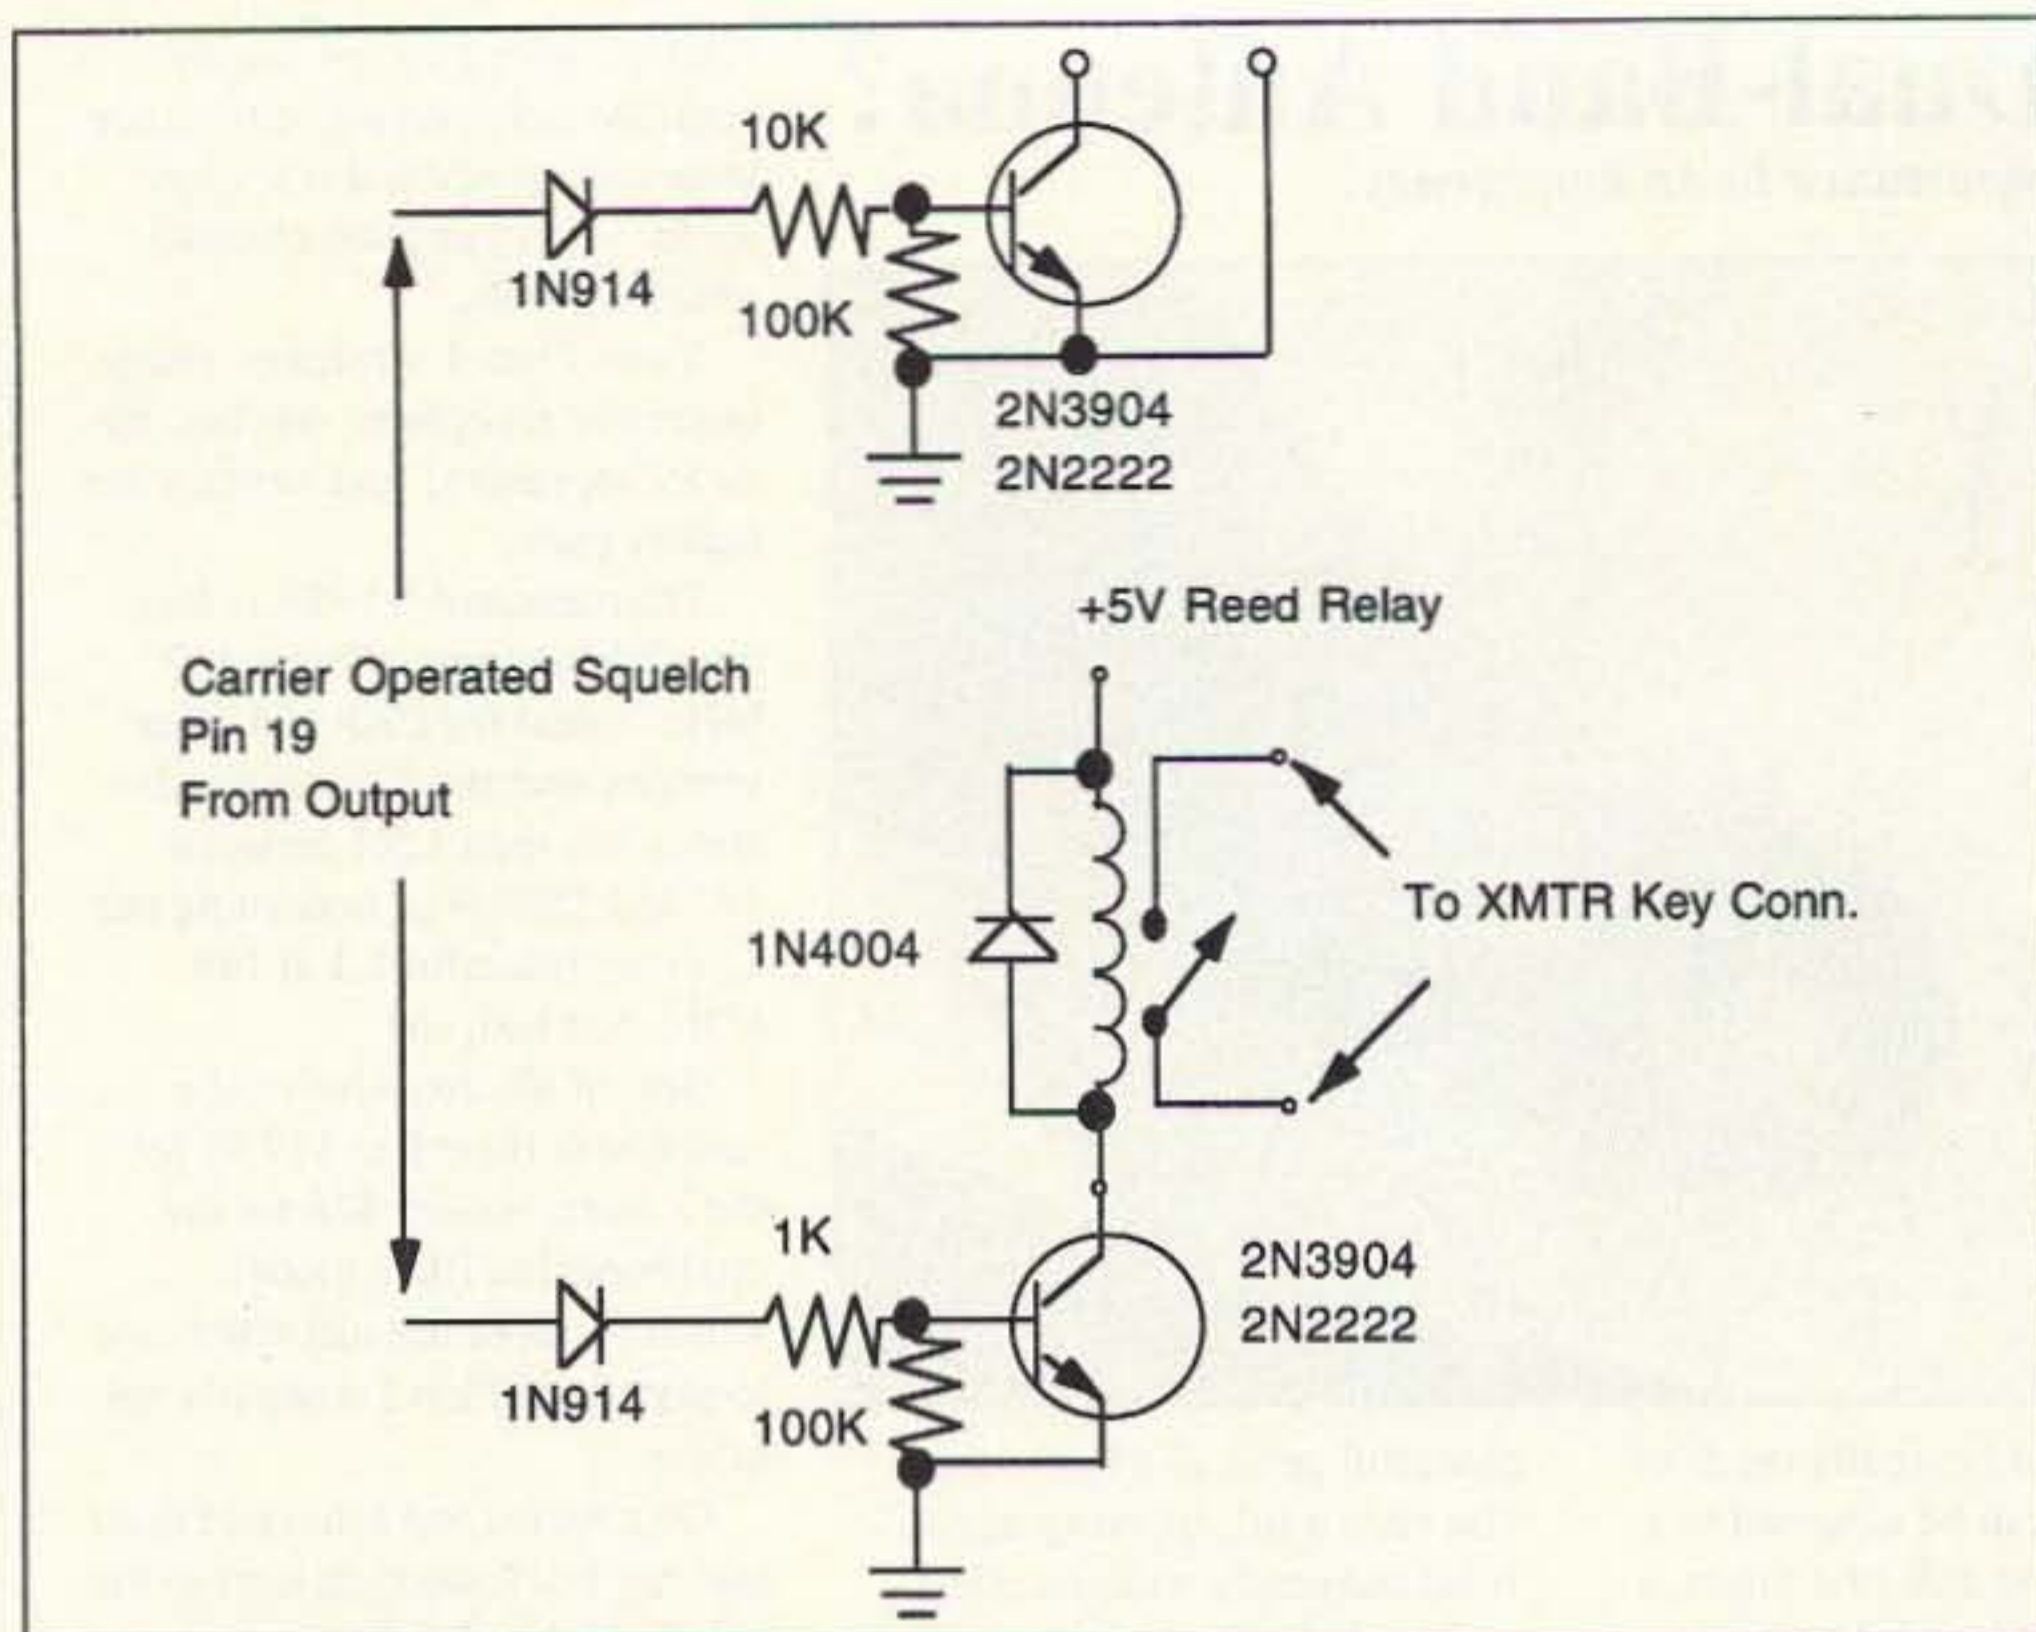 10K
1N914
100K
2N3904
2N2222
+5V Reed Relay
Carrier Operated Squelch
Pin 19
From Output
To XMTR Key Conn.
1N4004
1K
2N3904
2N2222
1N914
100K